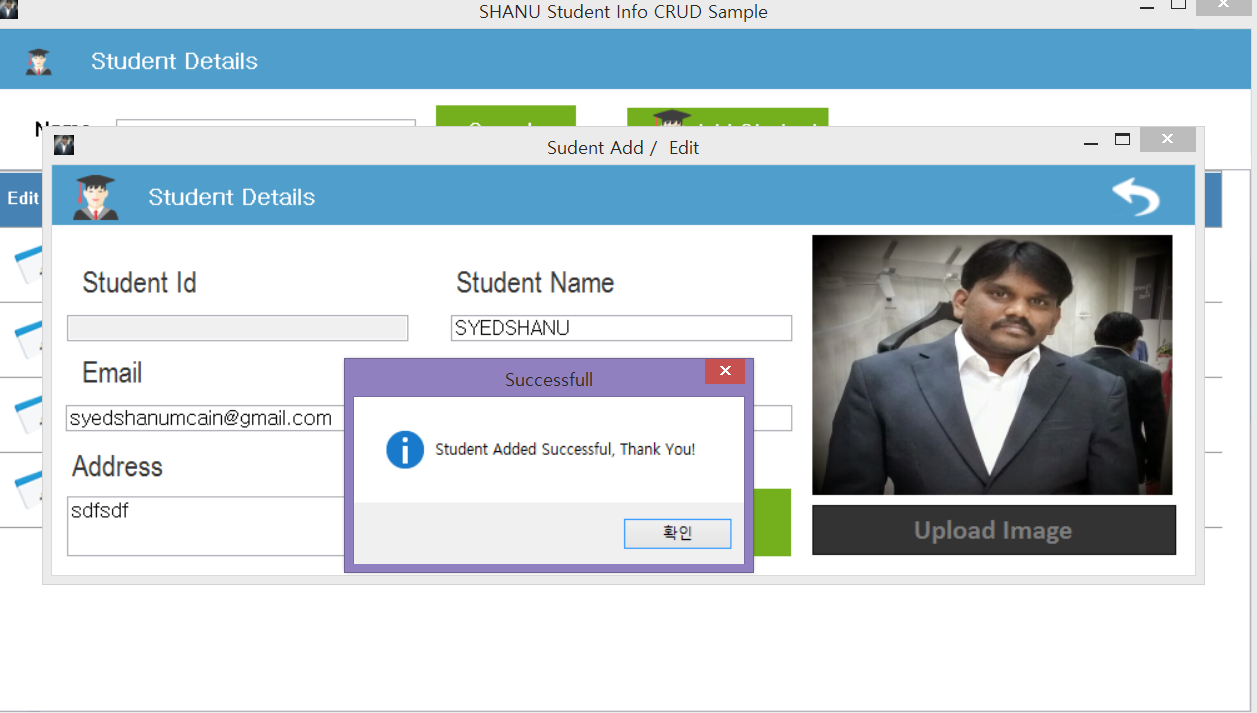 SHANU Student Info CRUD Sample
Student Details
Edit
Sudent Add / Edit
Student Details
Student Id
Student Name
SYEDSHANU
Email
syedshanumcain@gmail.com
Address
sdfsdf
Successfull
Student Added Successful, Thank You!
확인
Upload Image